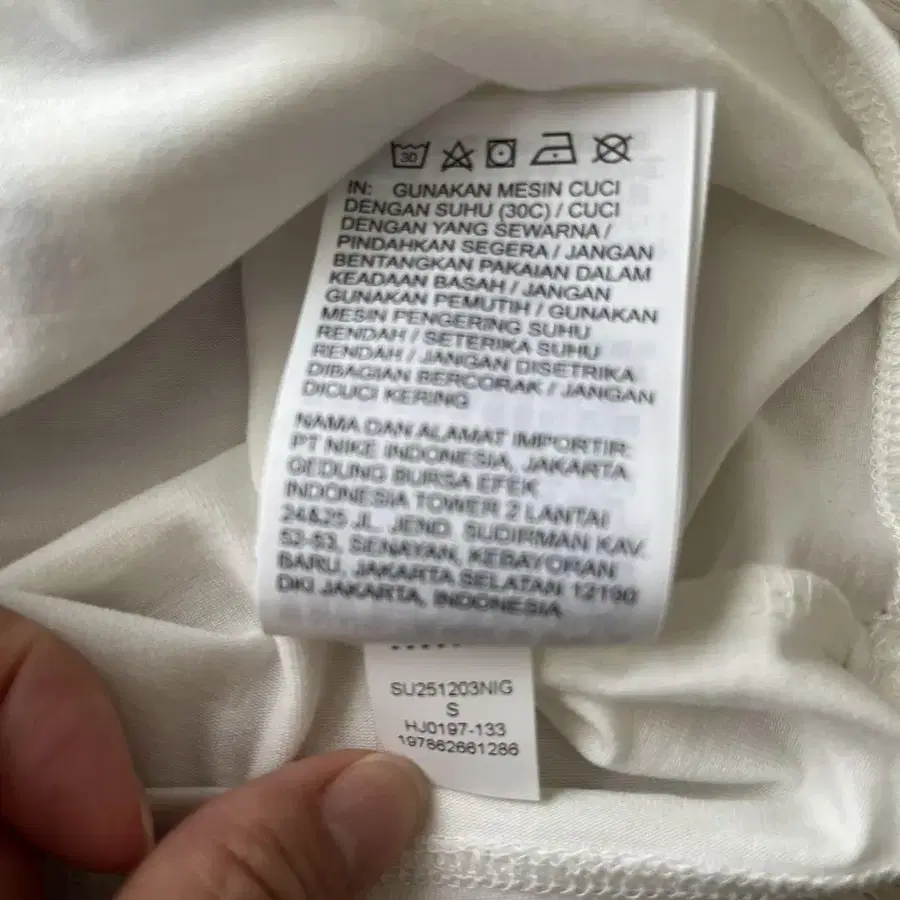 30
IN: GUNAKAN MESIN CUCI
DENGAN SUHU (30C) / CUCI
DENGAN YANG SEWARNA /
PINDAHKAN SEGERA / JANGAN
BENTANGKAN PAKAIAN DALAM
KEADAAN BASAH / JANGAN
GUNAKAN PEMUTIH / GUNAKAN
MESIN PENGERING SUHU
RENDAH / SETERIKA SUHU
RENDAH / JANGAN DISETRIKA
DIBAGIAN BERCORAK / JANGAN
DICUCI KERING
NAMA DAN ALAMAT IMPORTIR:
PT NIKE INDONESIA, JAKARTA
GEDUNG BURSA EFEK
INDONESIA TOWER 2 LANTAI
24&25 JL. JEND. SUDIRMAN KAV.
52-53, SENAYAN, KEBAYORAN
BARU, JAKARTA SELATAN 12190
DKI JAKARTA, INDONESIA
SU251203NIG
S
HJ0197-133
197862661286